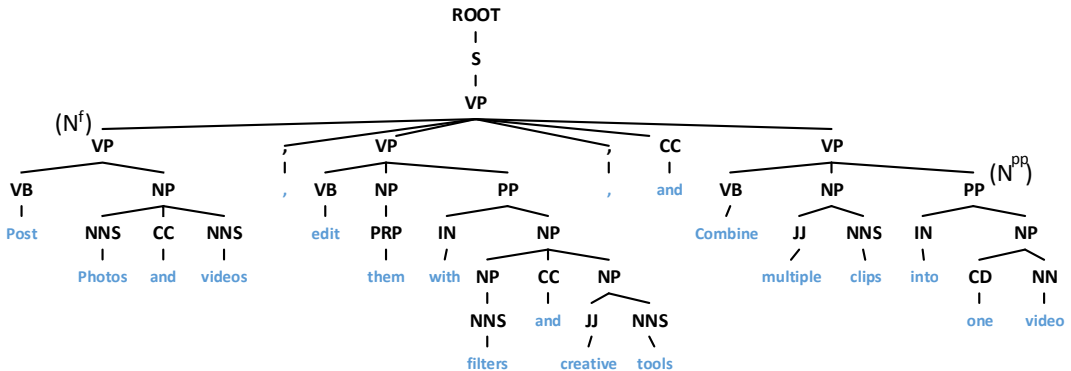 ROOT
S
VP
(N^f)
VP , VP , CC VP
VB NP , VB NP PP , and VB NP PP (N^pp)
Post NNS CC NNS edit PRP IN NP Combine JJ NNS IN NP
Photos and videos them with NP CC NP multiple clips into CD NN
NNS and JJ NNS one video
filters creative tools